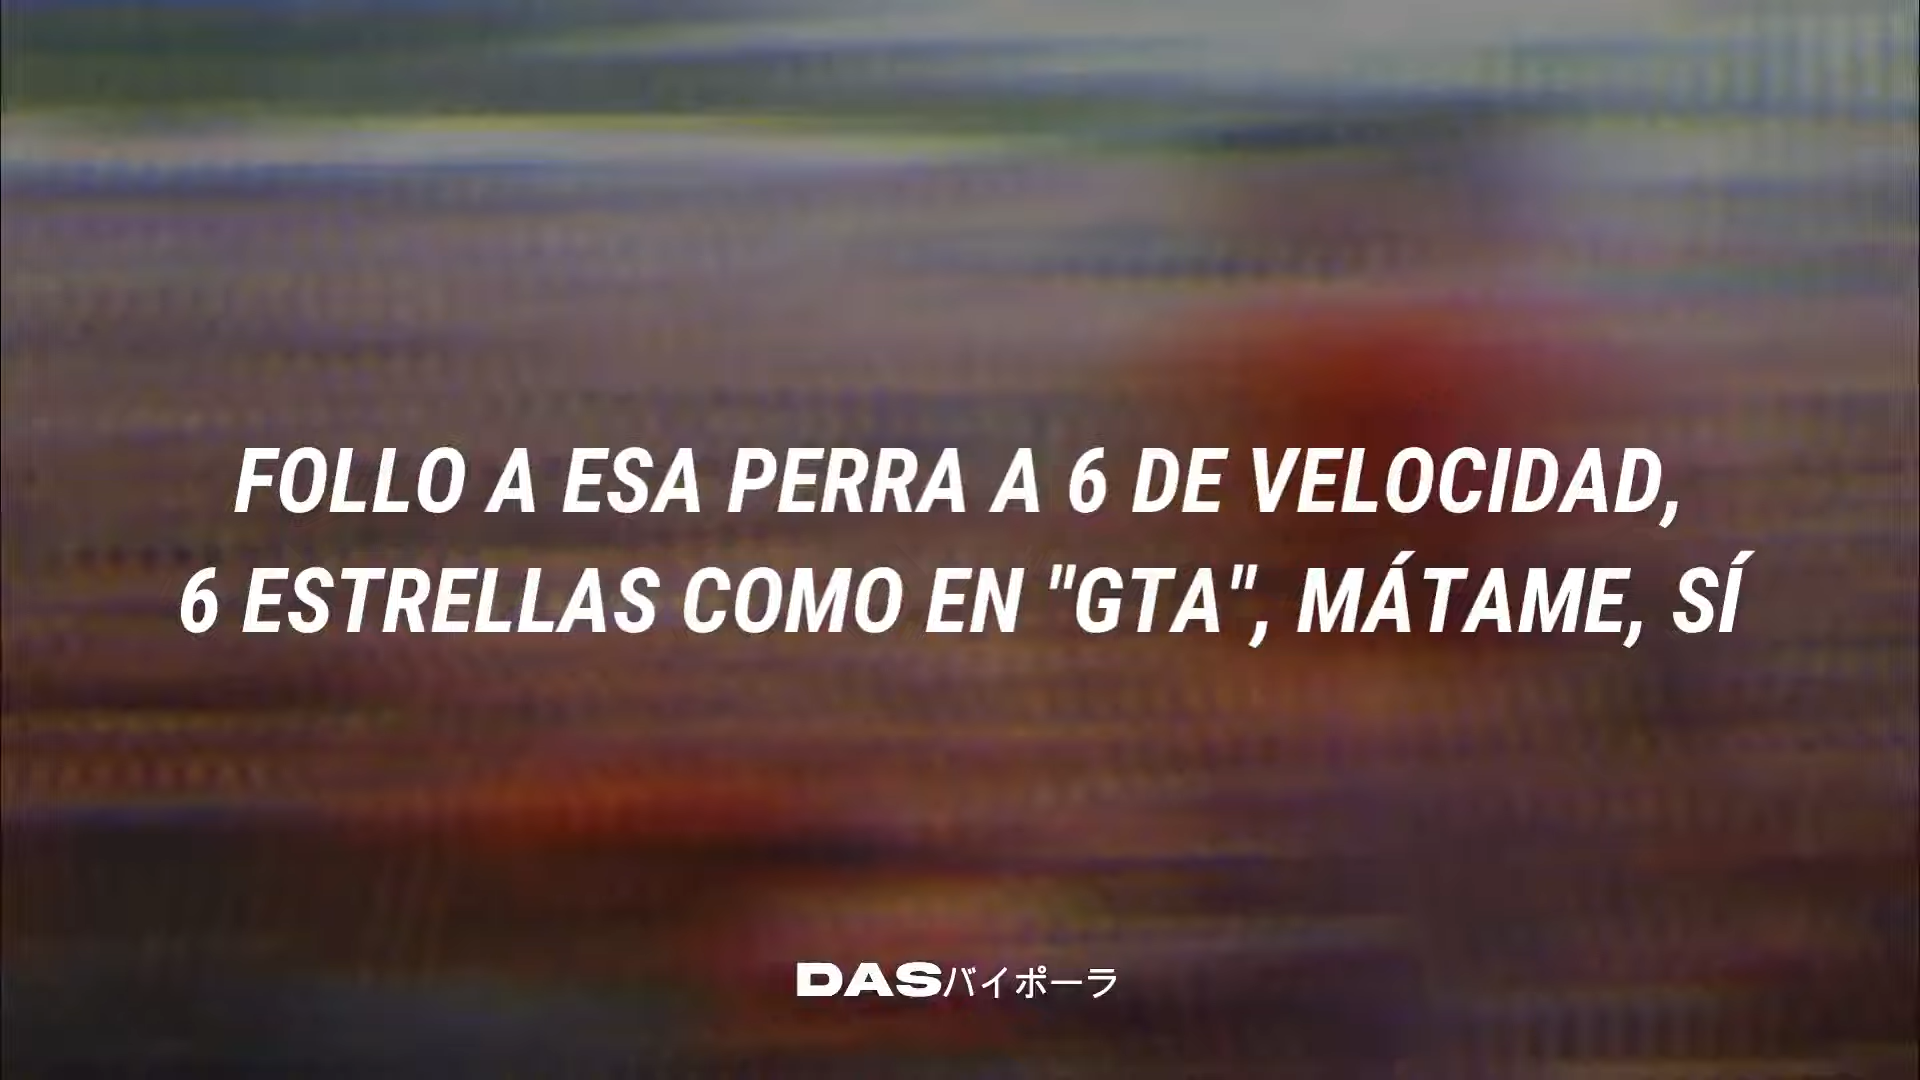 FOLLO A ESA PERRA A 6 DE VELOCIDAD,
6 ESTRELLAS COMO EN "GTA", MÁTAME, SÍ
DASバイポーラ